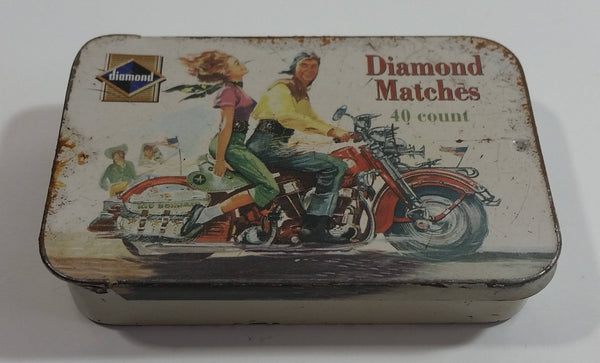 diamond
Diamond
Matches
40 count